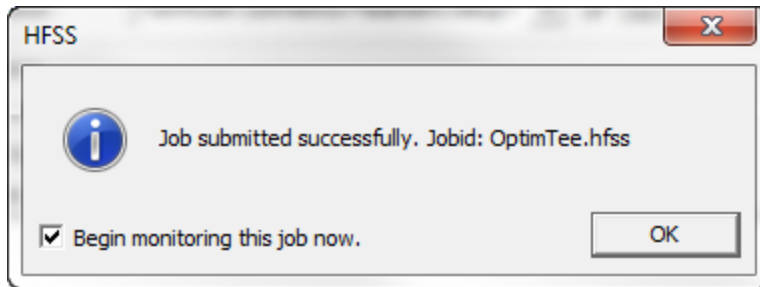 HFSS
Job submitted successfully. Jobid: OptimTee.hfss
Begin monitoring this job now.
OK